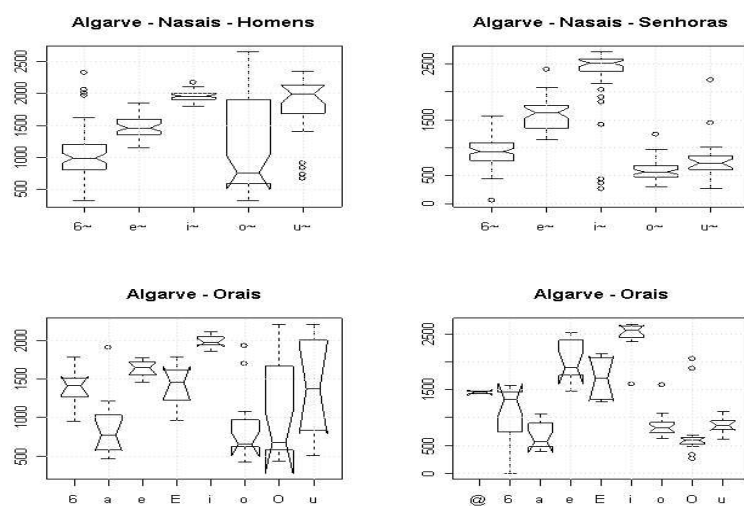 Algarve - Nasais - Homens
2500
2000
1500
1000
500
6~ e~ i~ o~ u~
Algarve - Nasais - Senhoras
2500
1500
500
0
6~ e~ i~ o~ u~
Algarve - Orais
2000
1500
1000
500
6 a e E i o O u
Algarve - Orais
2500
1500
500
0
@ 6 a e E i o O u